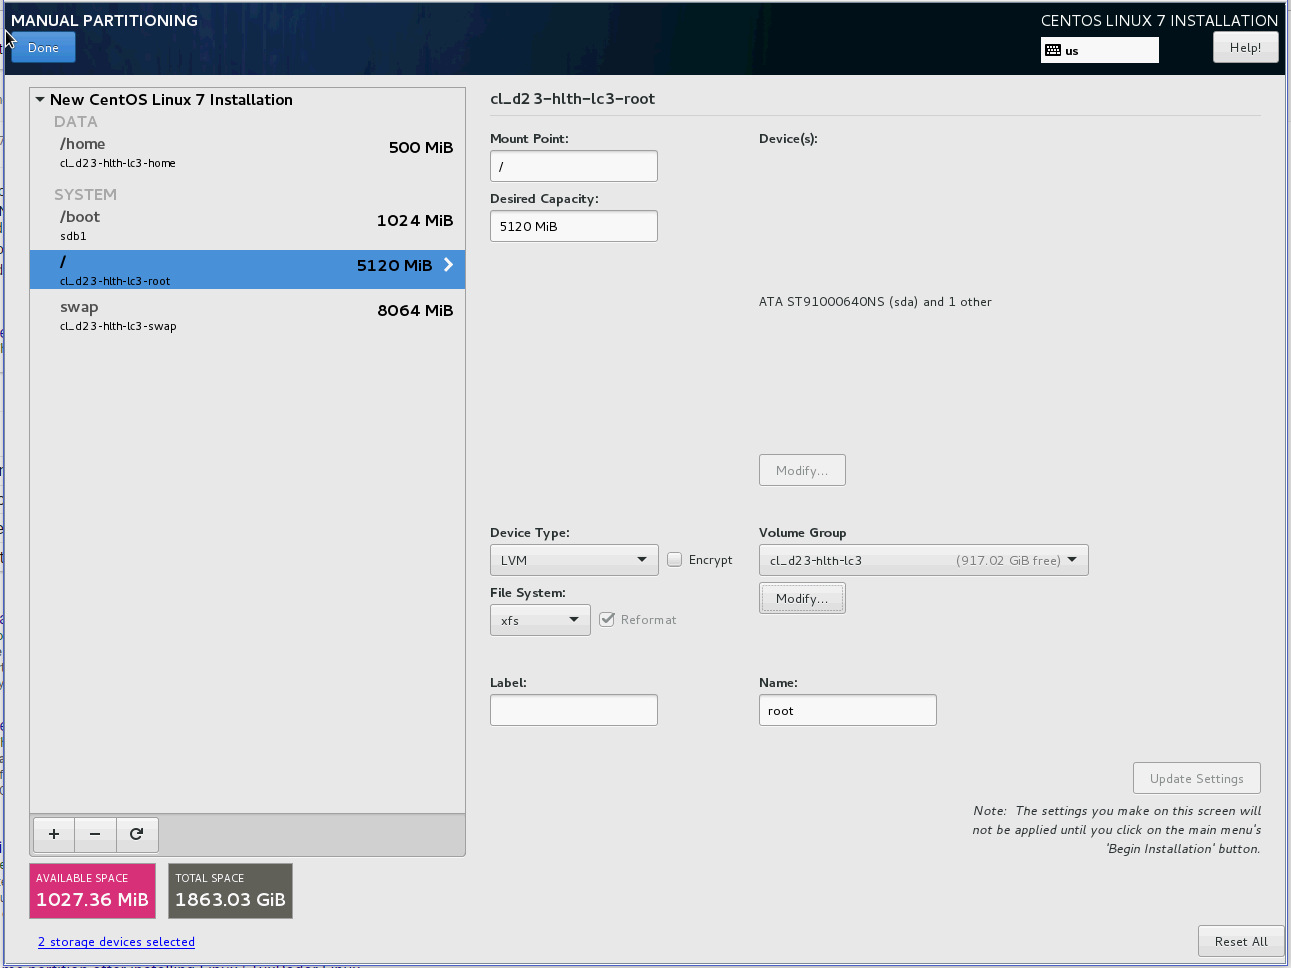 MANUAL PARTITIONING
CENTOS LINUX 7 INSTALLATION
Done
us
Help!
New CentOS Linux 7 Installation
DATA
/home
500 MiB
cl_d23-hlth-lc3-home
SYSTEM
/boot
1024 MiB
sdb1
/
5120 MiB
cl_d23-hlth-lc3-root
swap
8064 MiB
cl_d23-hlth-lc3-swap
cl_d23-hlth-lc3-root
Mount Point:
/
Desired Capacity:
5120 MiB
Device(s):
ATA ST91000640NS (sda) and 1 other
Modify...
Device Type:
LVM
Encrypt
Volume Group
cl_d23-hlth-lc3 (917.02 GiB free)
Modify...
File System:
xfs
Reformat
Label:
Name:
root
Update Settings
Note: The settings you make on this screen will
not be applied until you click on the main menu's
'Begin Installation' button.
AVAILABLE SPACE
1027.36 MiB
TOTAL SPACE
1863.03 GiB
2 storage devices selected
Reset All